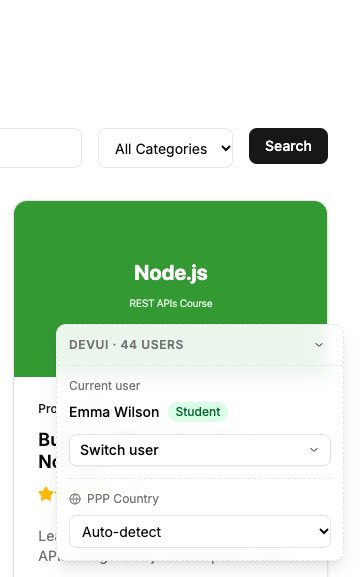 All Categories
Search
Node.js
REST APIs Course
DEVUI · 44 USERS
Current user
Emma Wilson Student
Switch user
PPP Country
Auto-detect